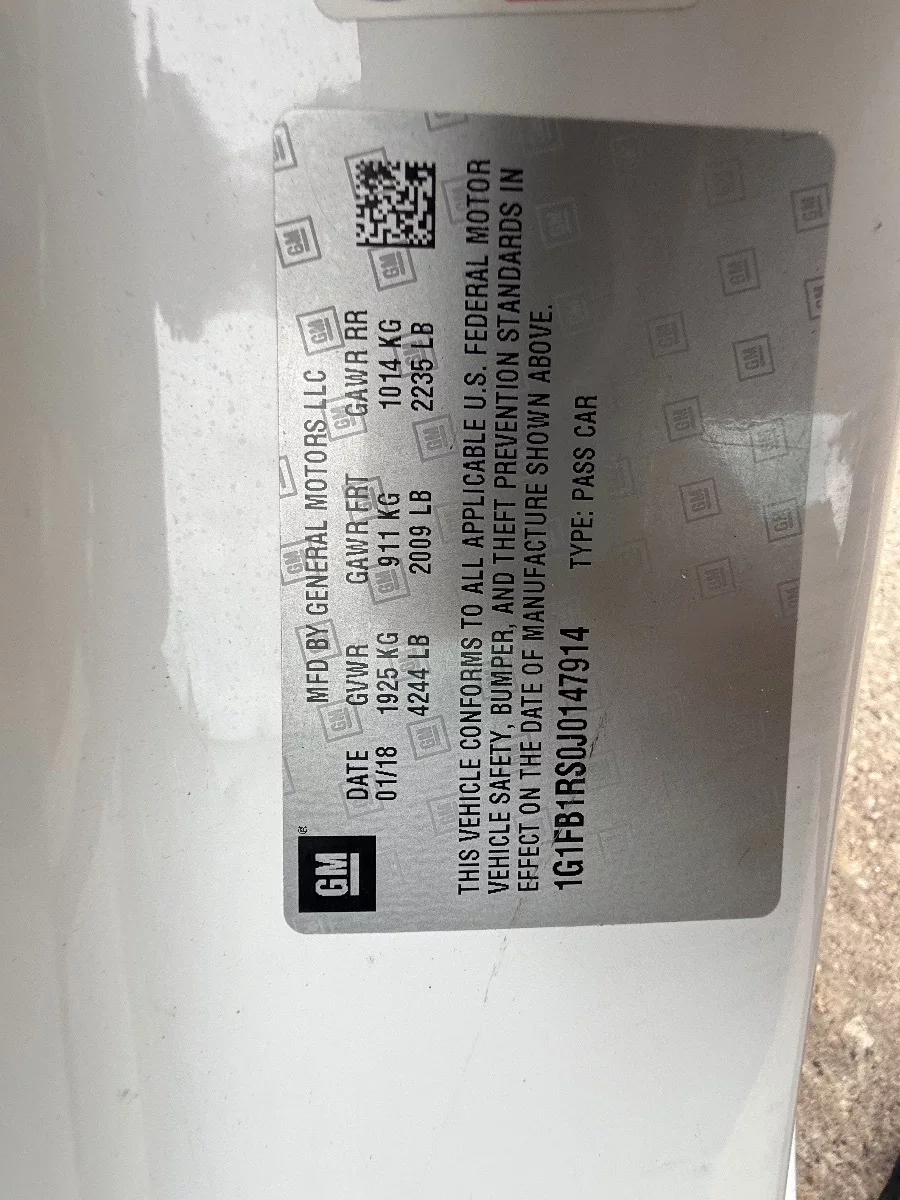 MFD BY GENERAL MOTORS LLC
DATE GVWR GAWR FRT GAWR RR
01/18 1925 KG 911 KG 1014 KG
4244 LB 2009 LB 2235 LB
GM®
THIS VEHICLE CONFORMS TO ALL APPLICABLE U.S. FEDERAL MOTOR
VEHICLE SAFETY, BUMPER, AND THEFT PREVENTION STANDARDS IN
EFFECT ON THE DATE OF MANUFACTURE SHOWN ABOVE.
1G1FB1RS0J0147914 TYPE: PASS CAR